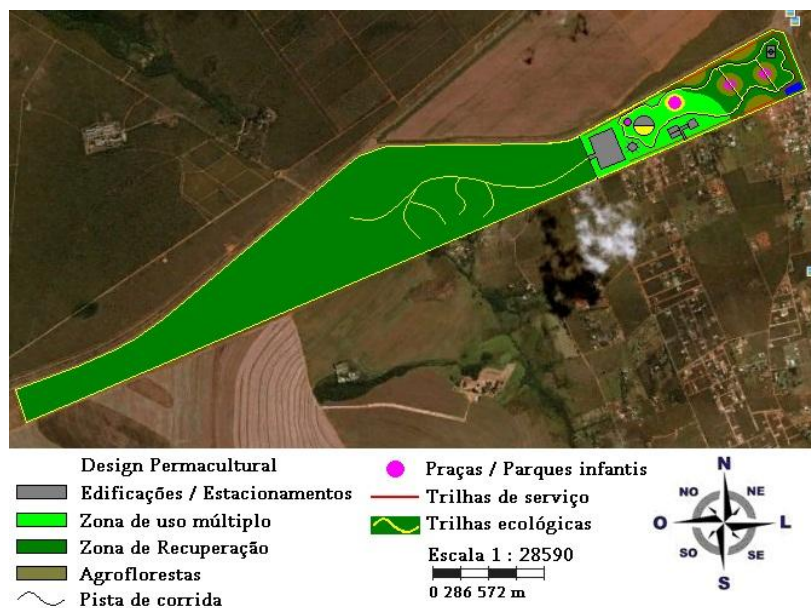 Design Permacultural
Edificações / Estacionamentos
Zona de uso múltiplo
Zona de Recuperação
Agroflorestas
Pista de corrida
Praças / Parques infantis
Trilhas de serviço
Trilhas ecológicas
Escala 1 : 28590
0 286 572 m
N
NO NE
O L
SO SE
S